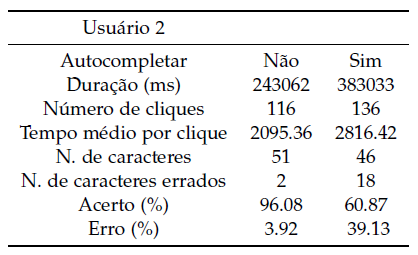 Usuário 2
Autocompletar Não Sim
Duração (ms) 243062 383033
Número de cliques 116 136
Tempo médio por clique 2095.36 2816.42
N. de caracteres 51 46
N. de caracteres errados 2 18
Acerto (%) 96.08 60.87
Erro (%) 3.92 39.13